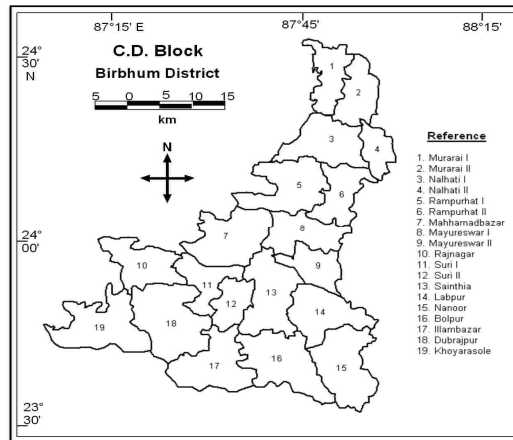 87°15' E
87°45'
88°15'
24°
30'
N
C.D. Block
Birbhum District
5 0 5 10 15
km
N
24°
00'
23°
30'
1
2
3
4
5
6
7
8
9
10
11
12
13
14
19
18
17
16
15
Reference
1. Murarai I
2. Murarai II
3. Nalhati I
4. Nalhati II
5. Rampurhat I
6. Rampurhat II
7. Mahhamadbazar
8. Mayureswar I
9. Mayureswar II
10. Rajnagar
11. Suri I
12. Suri II
13. Sainthia
14. Labpur
15. Nanoor
16. Bolpur
17. Illambazar
18. Dubrajpur
19. Khoyarasole